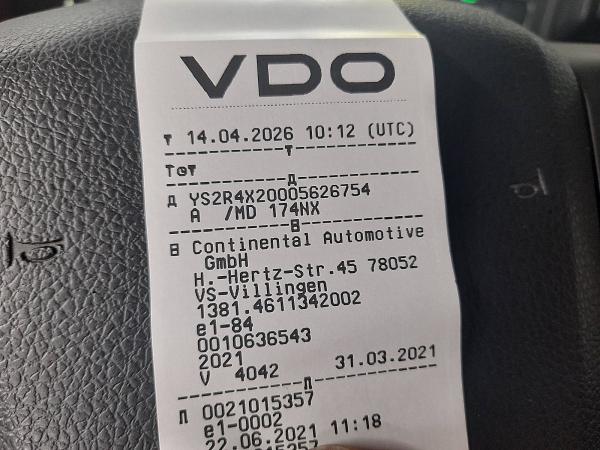 VDO
14.04.2026 10:12 (UTC)
YS2R4X20005626754
A /MD 174NX
Continental Automotive
GmbH
H.-Hertz-Str.45 78052
VS-Villingen
1381.4611342002
e1-84
0010636543
2021
V 4042 31.03.2021
0021015357
e1-0002
22.06.2021 11:18